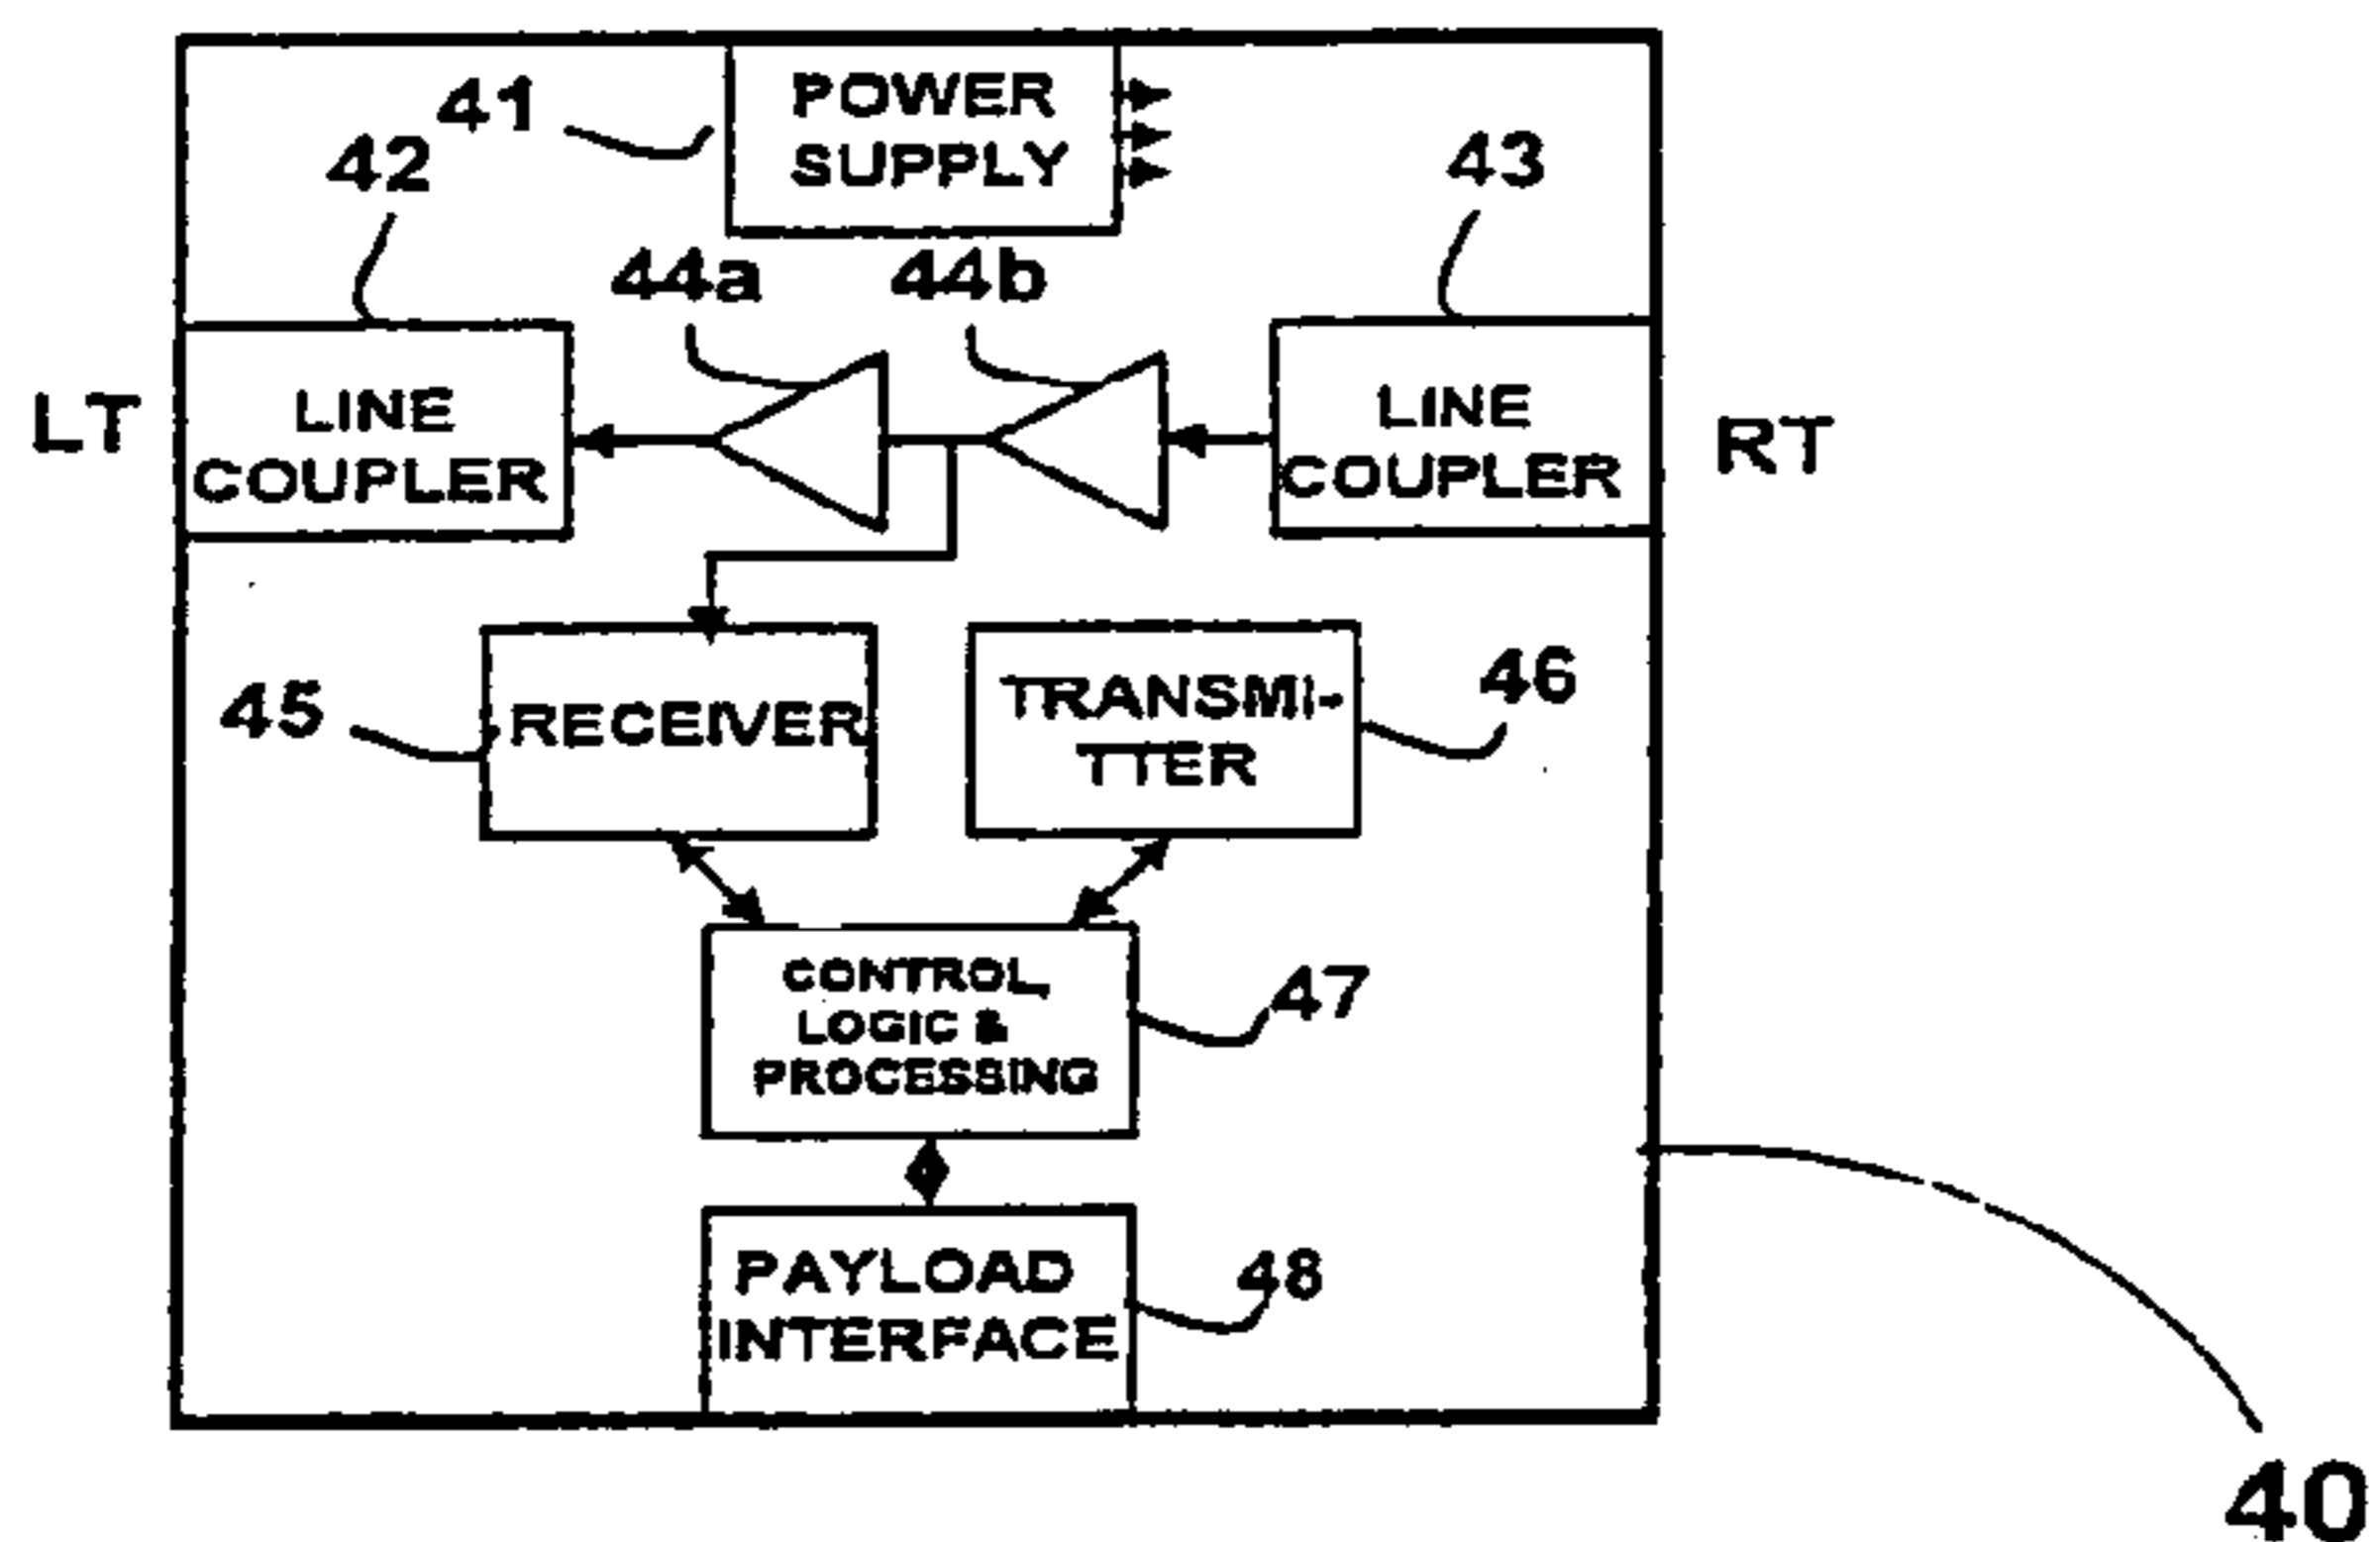 41
POWER
SUPPLY
42
43
44a
44b
LT
LINE
COUPLER
LINE
COUPLER
RT
45
RECEIVER
TRANSMI-
TTER
46
CONTROL
LOGIC &
PROCESSING
47
PAYLOAD
INTERFACE
48
40